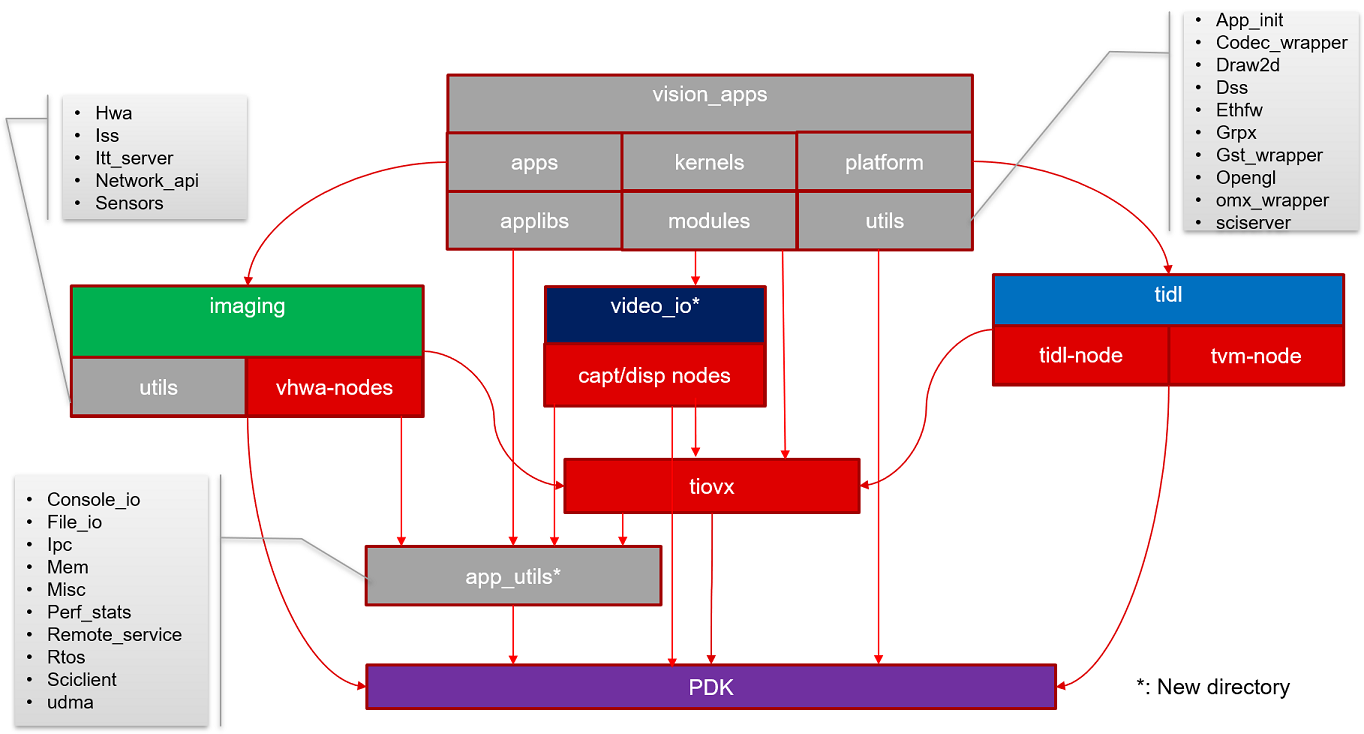 • App_init
• Codec_wrapper
• Draw2d
• Dss
• Ethfw
• Grpx
• Gst_wrapper
• Opengl
• omx_wrapper
• sciserver
vision_apps
apps
kernels
platform
applibs
modules
utils
• Hwa
• Iss
• Itt_server
• Network_api
• Sensors
imaging
utils
vhwa-nodes
video_io*
capt/disp nodes
tidl
tidl-node
tvm-node
tiovx
• Console_io
• File_io
• Ipc
• Mem
• Misc
• Perf_stats
• Remote_service
• Rtos
• Sciclient
• udma
app_utils*
PDK
*: New directory